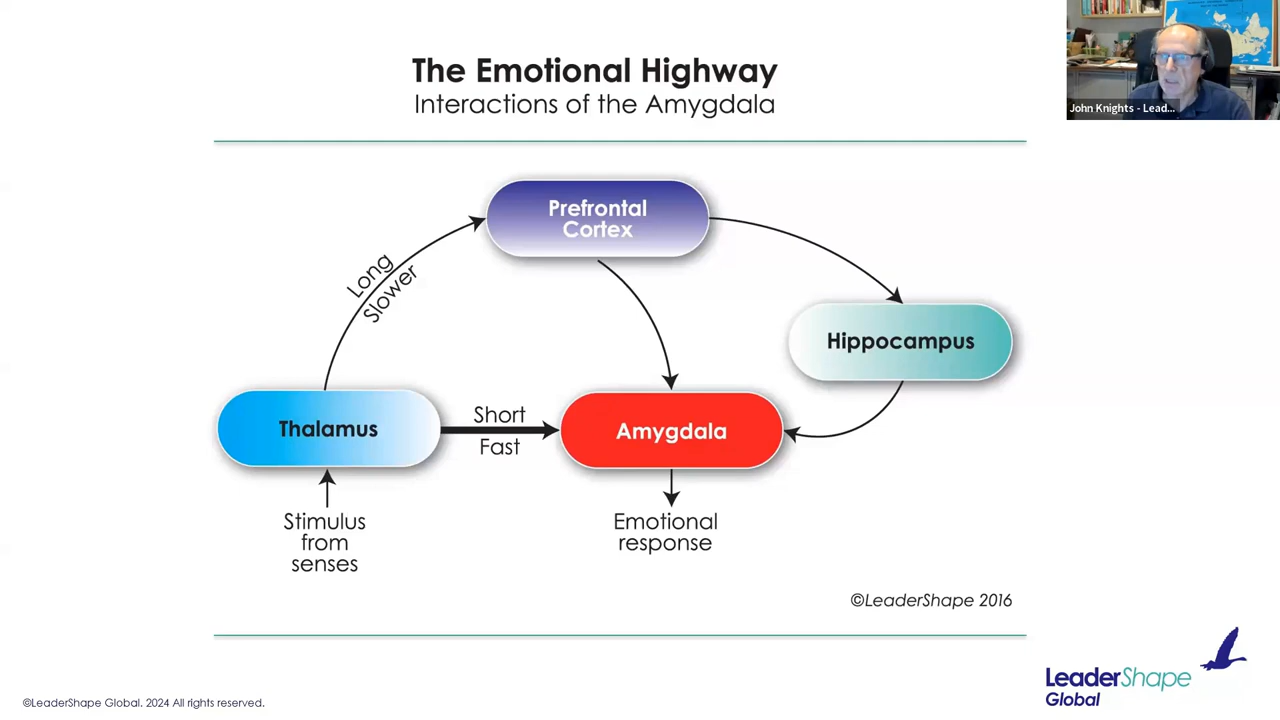 The Emotional Highway
Interactions of the Amygdala
John Knights - Lead...
Prefrontal
Cortex
Long
Slower
Hippocampus
Thalamus
Short
Fast
Amygdala
Stimulus
from
senses
Emotional
response
©LeaderShape 2016
LeaderShape
Global
©LeaderShape Global. 2024 All rights reserved.